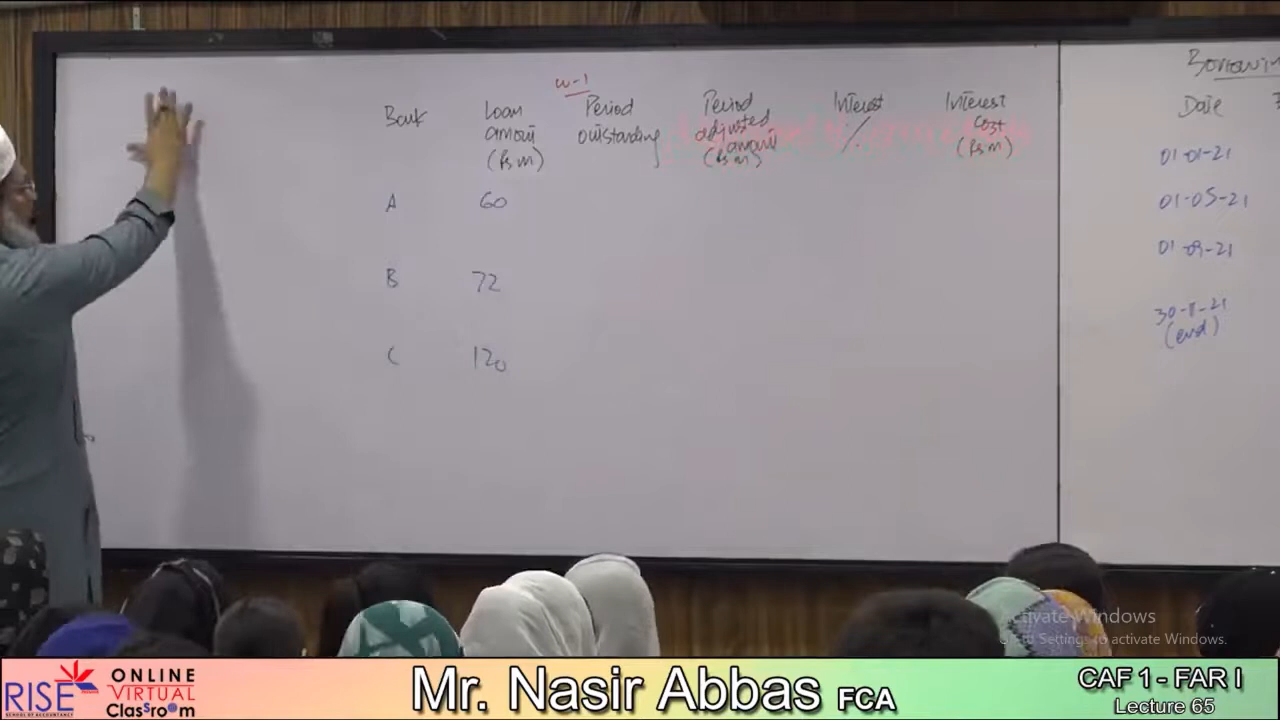 w-1
Bank
Loan
amount
(Rs m)
Period
outstanding
Period
adjusted
amount
(Rs m)
Interest
%
Interest
cost
(Rs m)
A 60
B 72
C 120
Date
01-01-21
01-05-21
01-09-21
30-11-21
(end)
Activate Windows
Go to Settings to activate Windows.
RISE
SCHOOL OF ACCOUNTANCY
ONLINE
VIRTUAL
Classroom
Mr. Nasir Abbas FCA
CAF 1 - FAR I
Lecture 65